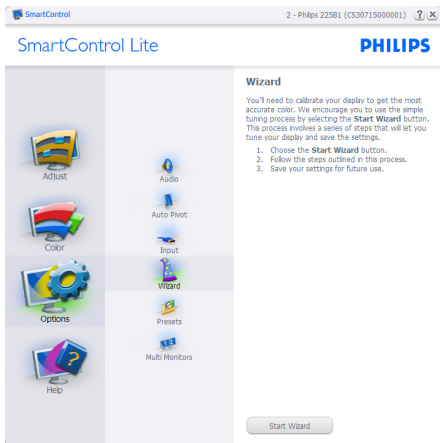 SmartControl
2 - Philips 225B1 (CS30715000001)
?
SmartControl Lite
PHILIPS
Adjust
Color
Options
Help
Audio
Auto Pivot
Input
Wizard
Presets
Multi Monitors
Wizard
You'll need to calibrate your display to get the most
accurate color. We encourage you to use the simple
tuning process by selecting the Start Wizard button.
This process involves a series of steps that will let you
tune your display and save the settings.
1. Choose the Start Wizard button.
2. Follow the steps outlined in this process.
3. Save your settings for future use.
Start Wizard